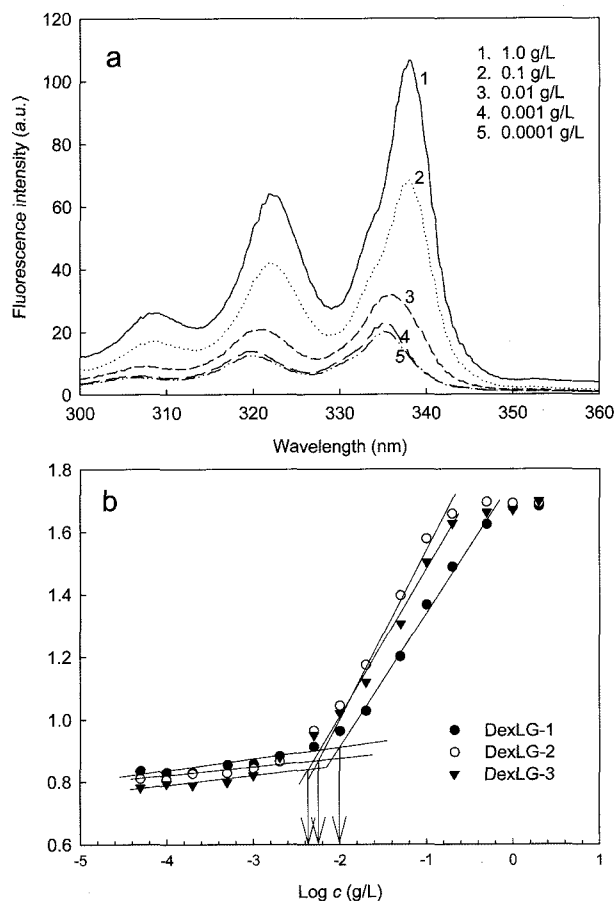 a
120
100
80
60
40
20
0
Fluorescence intensity (a.u.)
1. 1.0 g/L
2. 0.1 g/L
3. 0.01 g/L
4. 0.001 g/L
5. 0.0001 g/L
1
2
3
4
5
300 310 320 330 340 350 360
Wavelength (nm)
b
1.8
1.6
1.4
1.2
1.0
0.8
0.6
DexLG-1
DexLG-2
DexLG-3
-5 -4 -3 -2 -1 0 1
Log c (g/L)